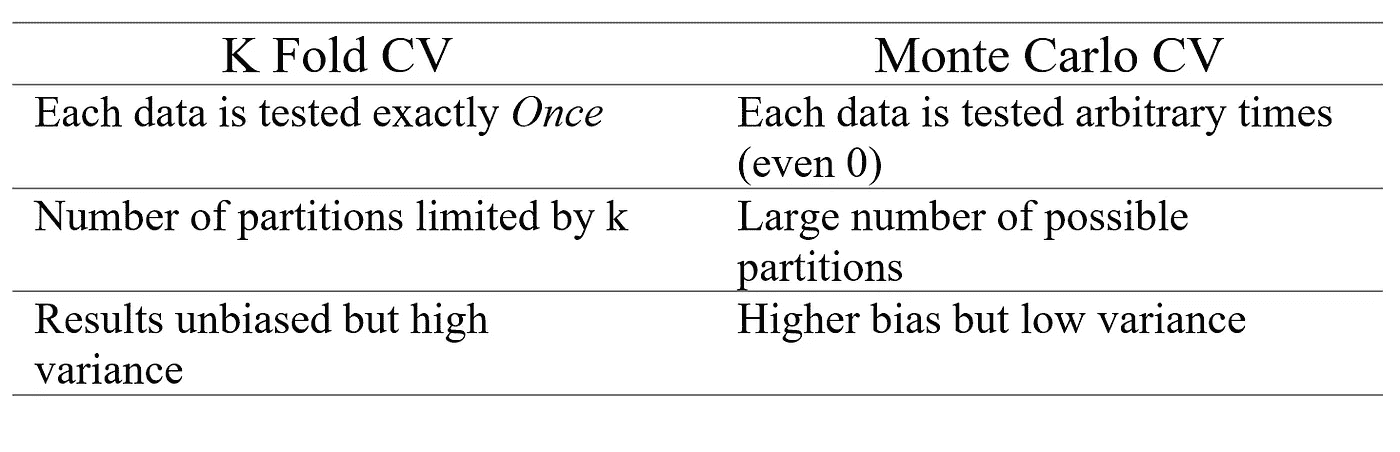 K Fold CV
Monte Carlo CV
Each data is tested exactly Once
Each data is tested arbitrary times
(even 0)
Number of partitions limited by k
Large number of possible
partitions
Results unbiased but high
variance
Higher bias but low variance